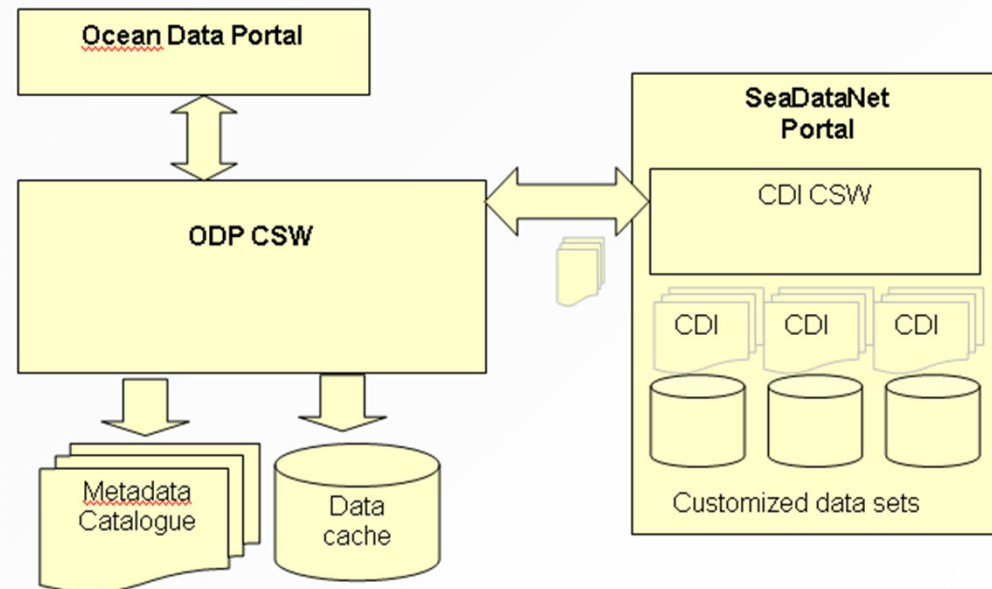 Ocean Data Portal
SeaDataNet
Portal
CDI CSW
ODP CSW
CDI
CDI
CDI
Metadata
Catalogue
Data
cache
Customized data sets